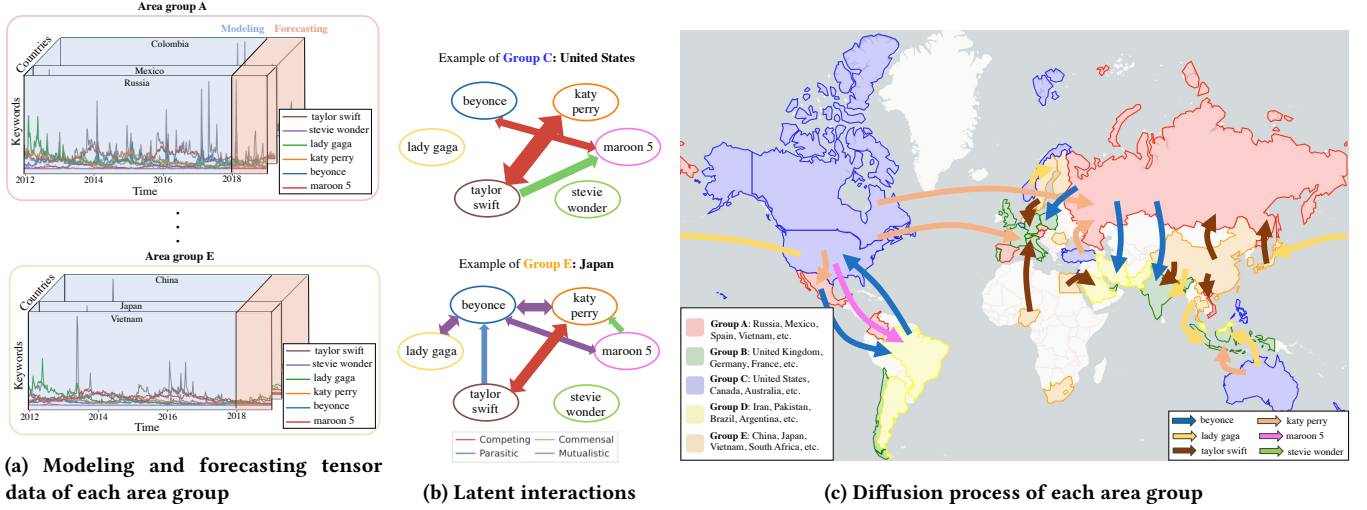 Area group A
Modeling Forecasting
Countries
Colombia
Mexico
Russia
Keywords
taylor swift
stevie wonder
lady gaga
katy perry
beyonce
maroon 5
2012 2014 2016 2018
Time
Area group E
Countries
China
Japan
Vietnam
Keywords
taylor swift
stevie wonder
lady gaga
katy perry
beyonce
maroon 5
2012 2014 2016 2018
Time
(a) Modeling and forecasting tensor
data of each area group
Example of Group C: United States
beyonce
katy
perry
lady gaga
maroon 5
taylor
swift
stevie
wonder
Example of Group E: Japan
beyonce
katy
perry
lady gaga
maroon 5
taylor
swift
stevie
wonder
Competing Commensal
Parasitic Mutualistic
(b) Latent interactions
Group A: Russia, Mexico,
Spain, Vietnam, etc.
Group B: United Kingdom,
Germany, France, etc.
Group C: United States,
Canada, Australia, etc.
Group D: Iran, Pakistan,
Brazil, Argentina, etc.
Group E: China, Japan,
Vietnam, South Africa, etc.
beyonce katy perry
lady gaga maroon 5
taylor swift stevie wonder
(c) Diffusion process of each area group